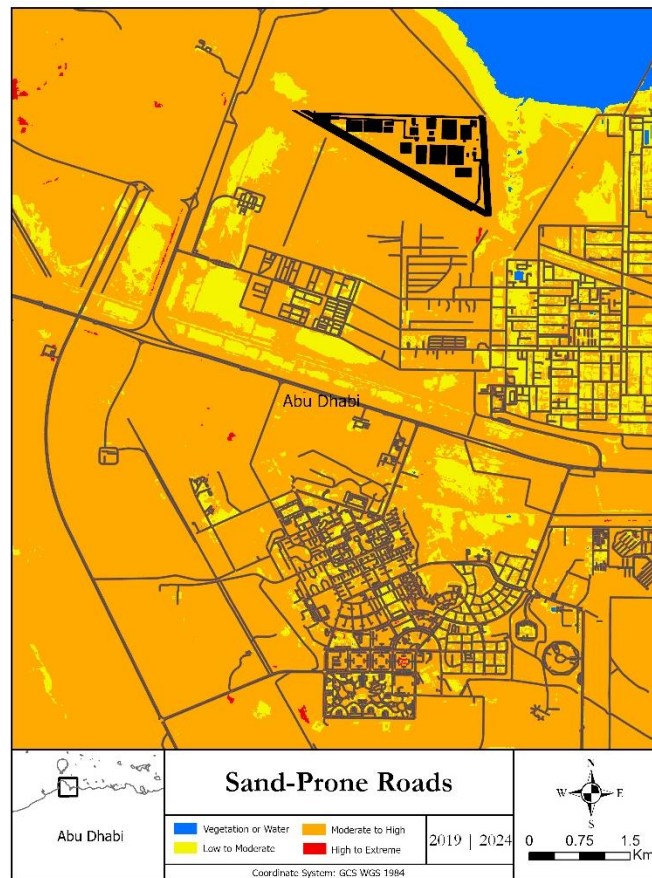 Abu Dhabi
Sand-Prone Roads
Abu Dhabi
Vegetation or Water
Moderate to High
Low to Moderate
High to Extreme
2019 | 2024
Coordinate System: GCS WGS 1984
N
W E
S
0 0.75 1.5
Km